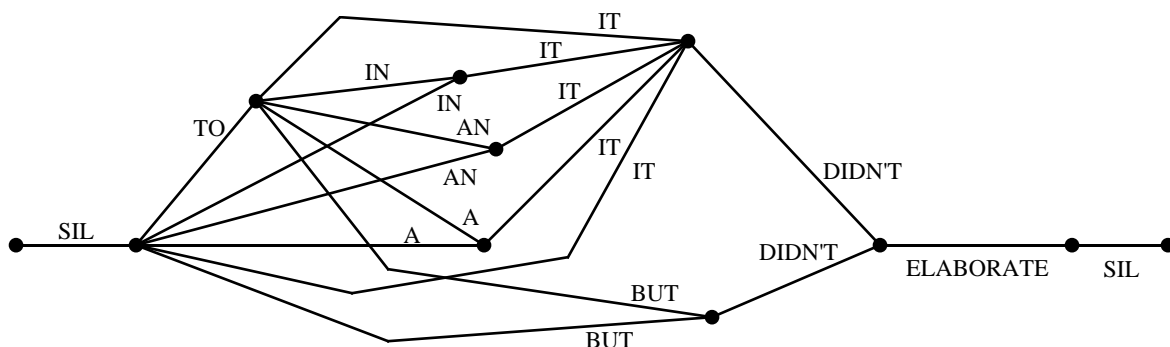 IT
IT
IN
IT
IN
TO
AN
IT
IT
AN
DIDN'T
SIL
A
A
DIDN'T
ELABORATE
SIL
BUT
BUT